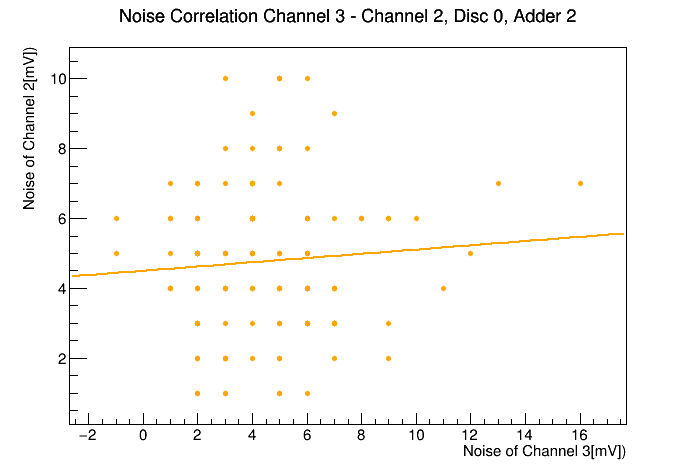 Noise Correlation Channel 3 - Channel 2, Disc 0, Adder 2
Noise of Channel 2[mV])
10
8
6
4
2
−2 0 2 4 6 8 10 12 14 16
Noise of Channel 3[mV])